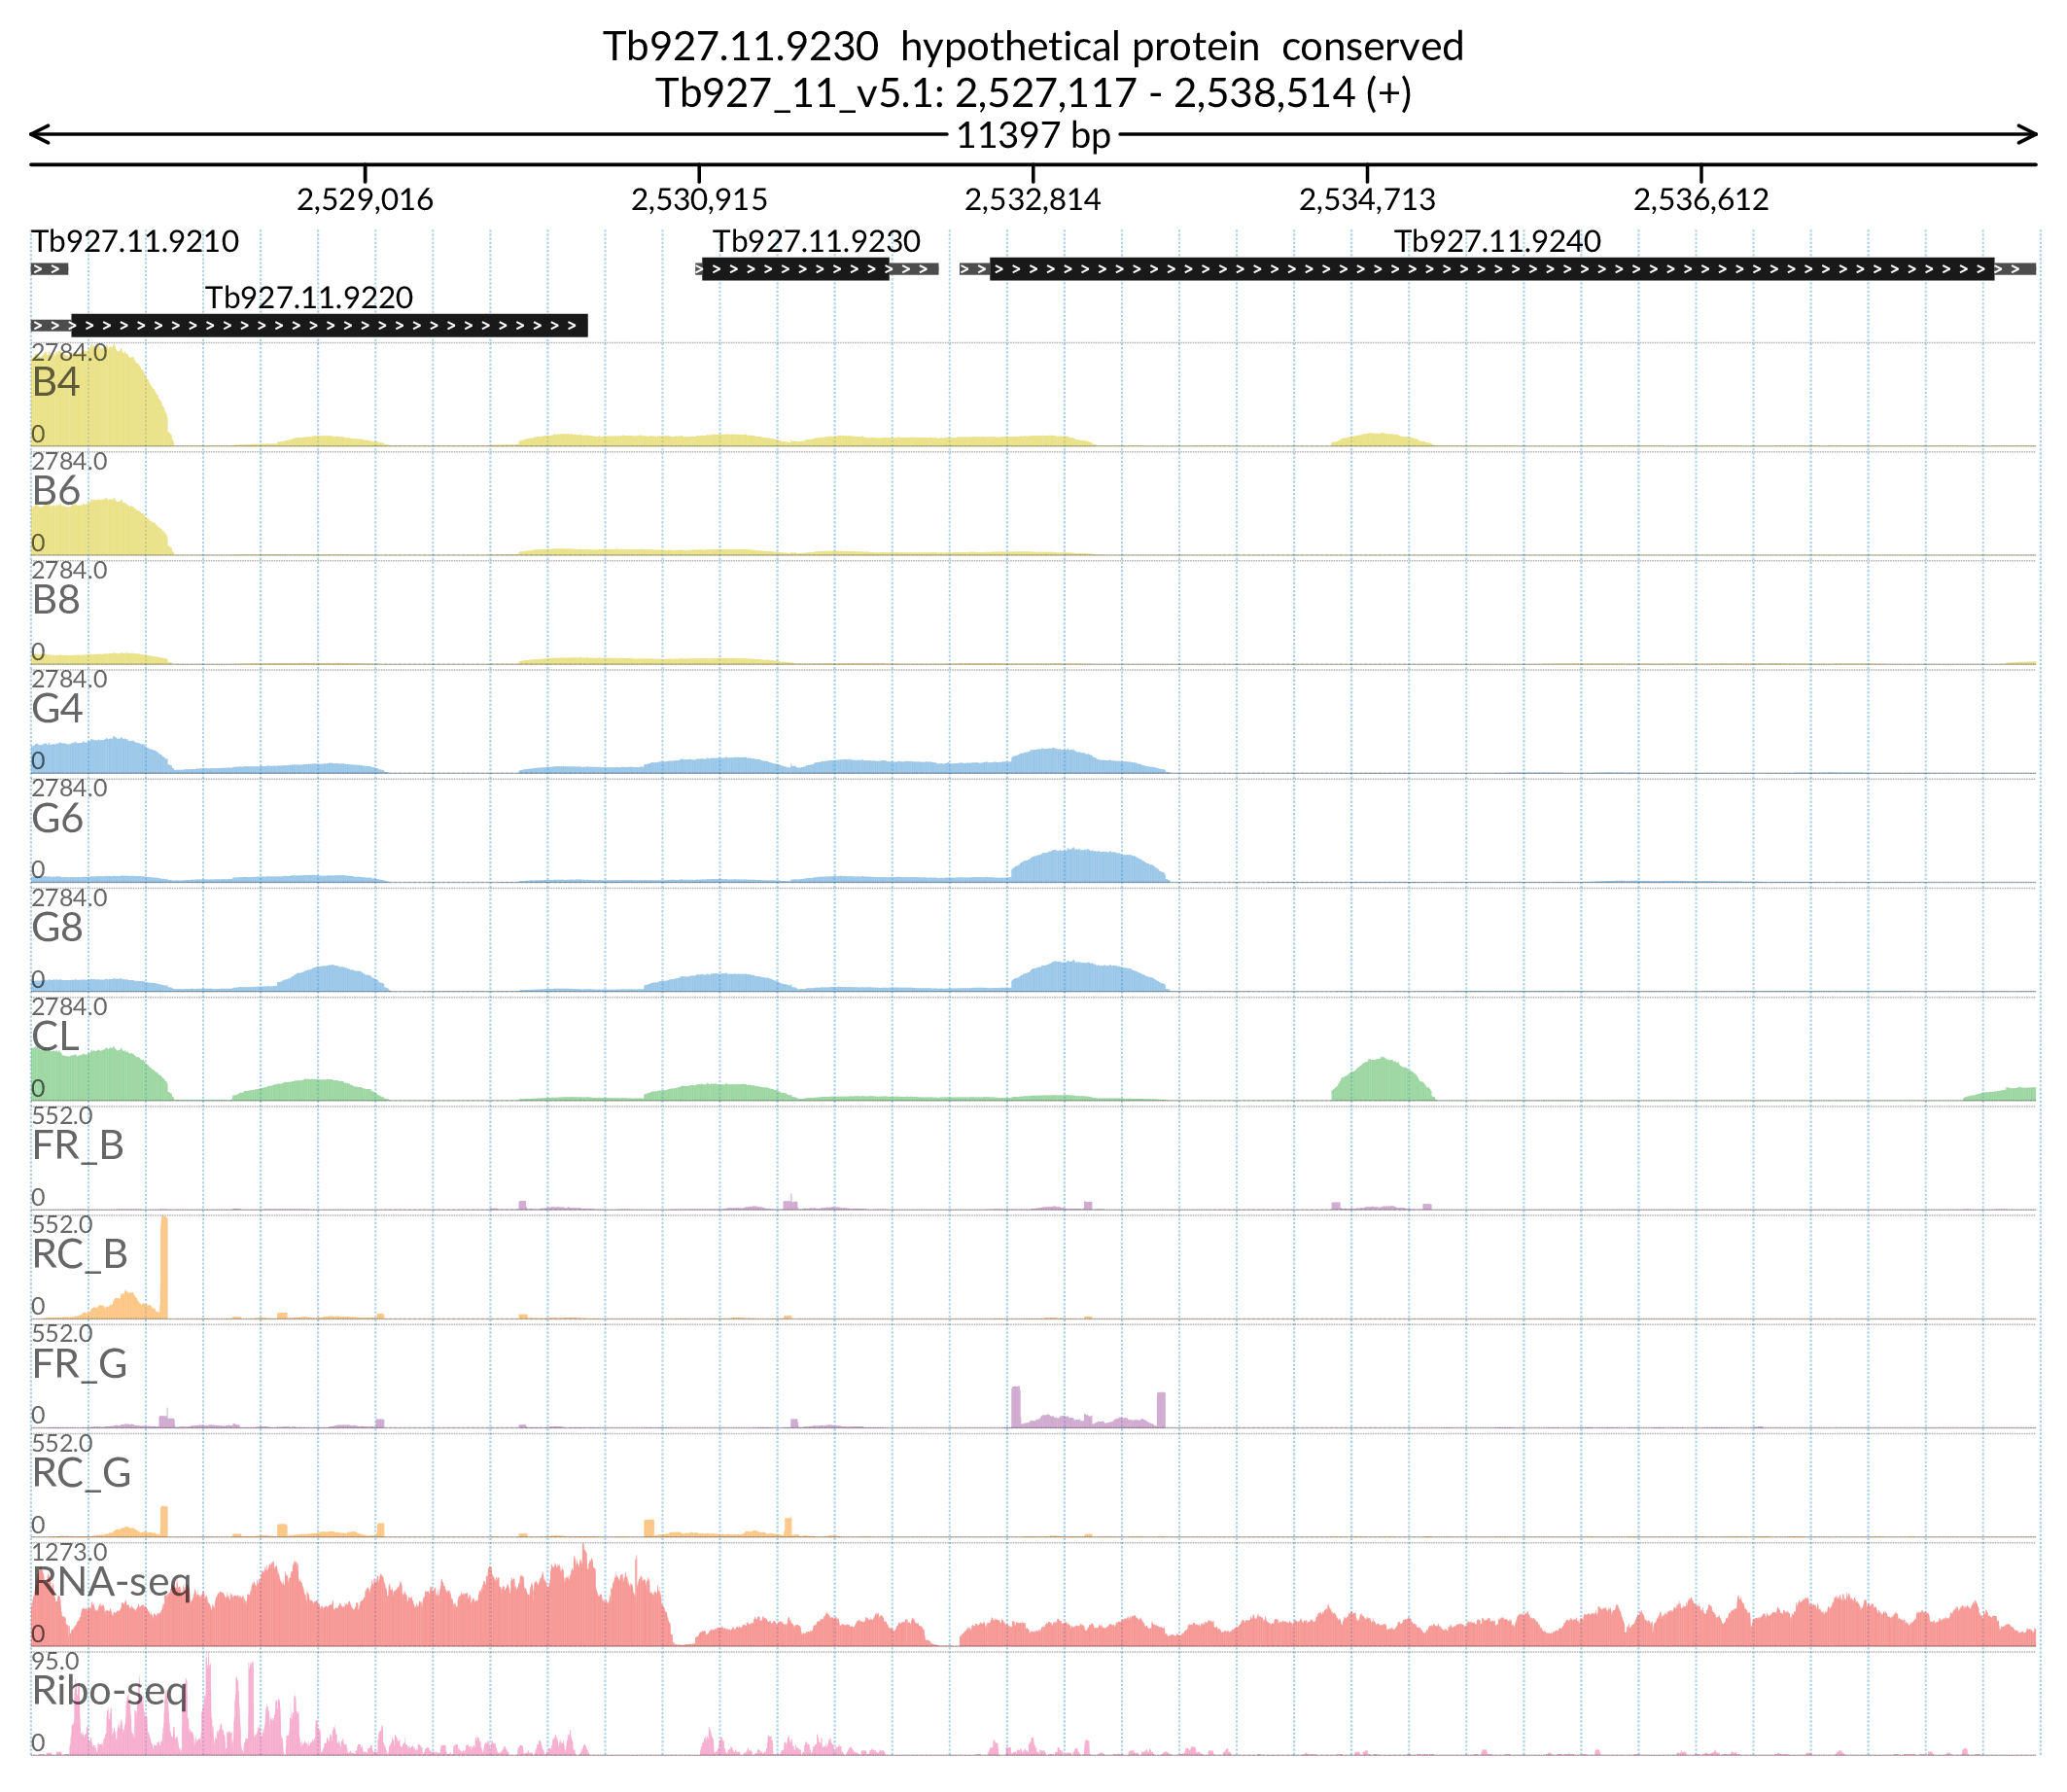 Tb927.11.9230 hypothetical protein conserved
Tb927_11_v5.1: 2,527,117 - 2,538,514 (+)
11397 bp
2,529,016 2,530,915 2,532,814 2,534,713 2,536,612
Tb927.11.9210 Tb927.11.9230 Tb927.11.9240
Tb927.11.9220
2784.0
B4
0
2784.0
B6
0
2784.0
B8
0
2784.0
G4
0
2784.0
G6
0
2784.0
G8
0
2784.0
CL
0
552.0
FR_B
0
552.0
RC_B
0
552.0
FR_G
0
552.0
RC_G
0
1273.0
RNA-seq
0
95.0
Ribo-seq
0